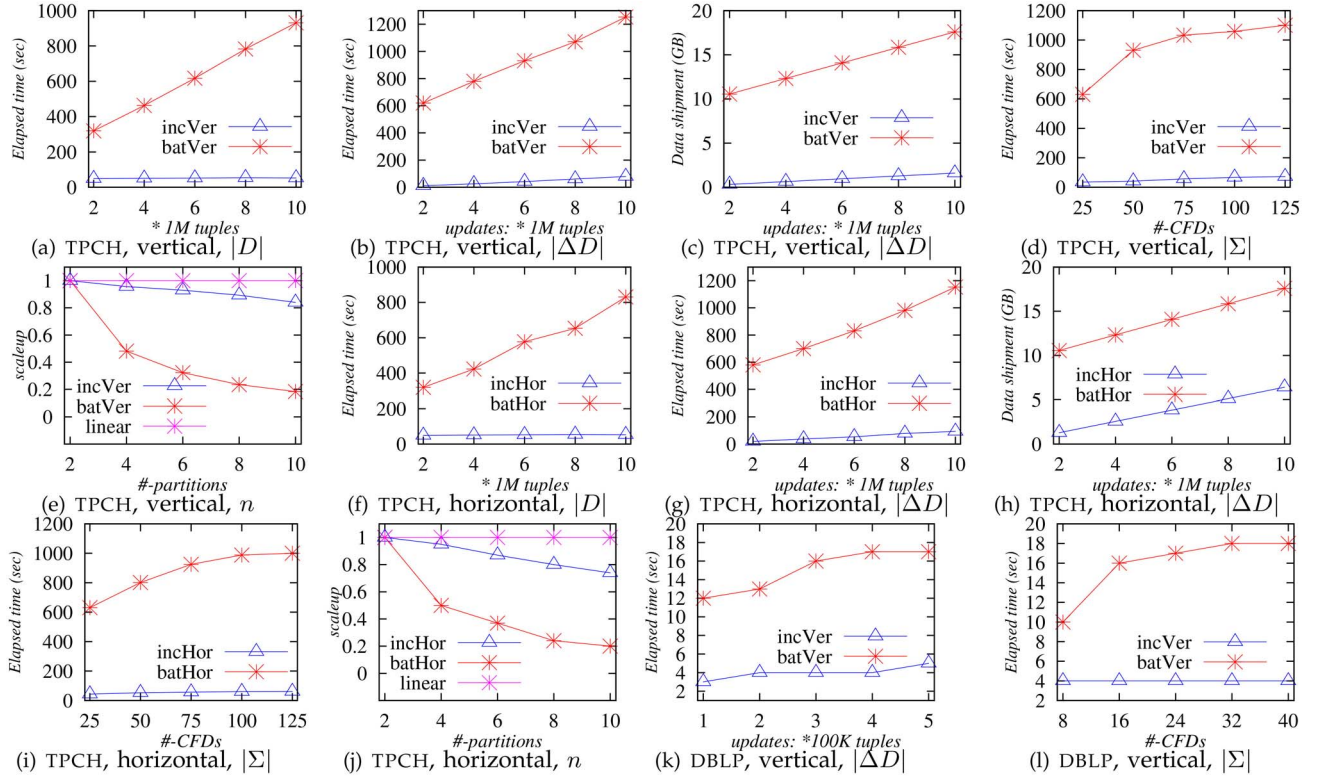 1000
800
600
400
200
0
Elapsed time (sec)
incVer
batVer
2 4 6 8 10
* 1M tuples
(a) TPCH, vertical, |D|
1200
1000
800
600
400
200
0
Elapsed time (sec)
incVer
batVer
2 4 6 8 10
updates: * 1M tuples
(b) TPCH, vertical, |ΔD|
20
15
10
5
0
Data shipment (GB)
incVer
batVer
2 4 6 8 10
updates: * 1M tuples
(c) TPCH, vertical, |ΔD|
1200
1000
800
600
400
200
0
Elapsed time (sec)
incVer
batVer
25 50 75 100 125
#-CFDs
(d) TPCH, vertical, |Σ|
1
0.8
0.6
0.4
0.2
0
scaleup
incVer
batVer
linear
2 4 6 8 10
#-partitions
(e) TPCH, vertical, n
1000
800
600
400
200
0
Elapsed time (sec)
incHor
batHor
2 4 6 8 10
* 1M tuples
(f) TPCH, horizontal, |D|
1200
1000
800
600
400
200
0
Elapsed time (sec)
incHor
batHor
2 4 6 8 10
updates: * 1M tuples
(g) TPCH, horizontal, |ΔD|
20
15
10
5
0
Data shipment (GB)
incHor
batHor
2 4 6 8 10
updates: * 1M tuples
(h) TPCH, horizontal, |ΔD|
1200
1000
800
600
400
200
0
Elapsed time (sec)
incHor
batHor
25 50 75 100 125
#-CFDs
(i) TPCH, horizontal, |Σ|
1
0.8
0.6
0.4
0.2
0
scaleup
incHor
batHor
linear
2 4 6 8 10
#-partitions
(j) TPCH, horizontal, n
20
18
16
14
12
10
8
6
4
2
Elapsed time (sec)
incVer
batVer
1 2 3 4 5
updates: *100K tuples
(k) DBLP, vertical, |ΔD|
20
18
16
14
12
10
8
6
4
2
Elapsed time (sec)
incVer
batVer
8 16 24 32 40
#-CFDs
(l) DBLP, vertical, |Σ|